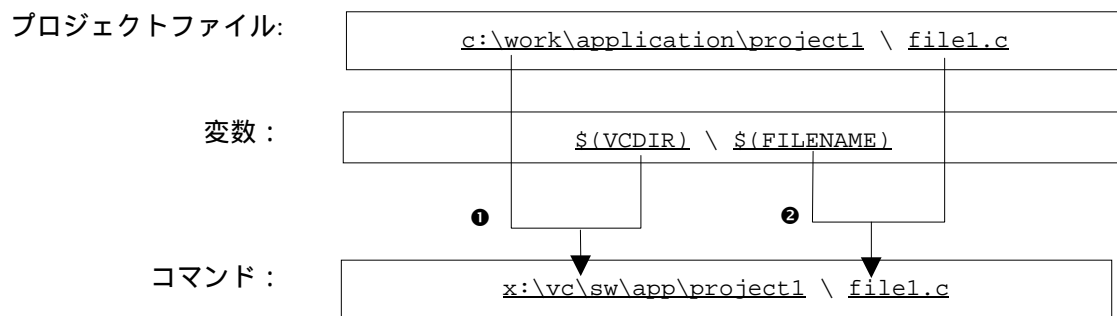 プロジェクトファイル:
c:\work\application\project1 \ file1.c
変数：
$(VCDIR) \ $(FILENAME)
❶ ❷
コマンド：
x:\vc\sw\app\project1 \ file1.c